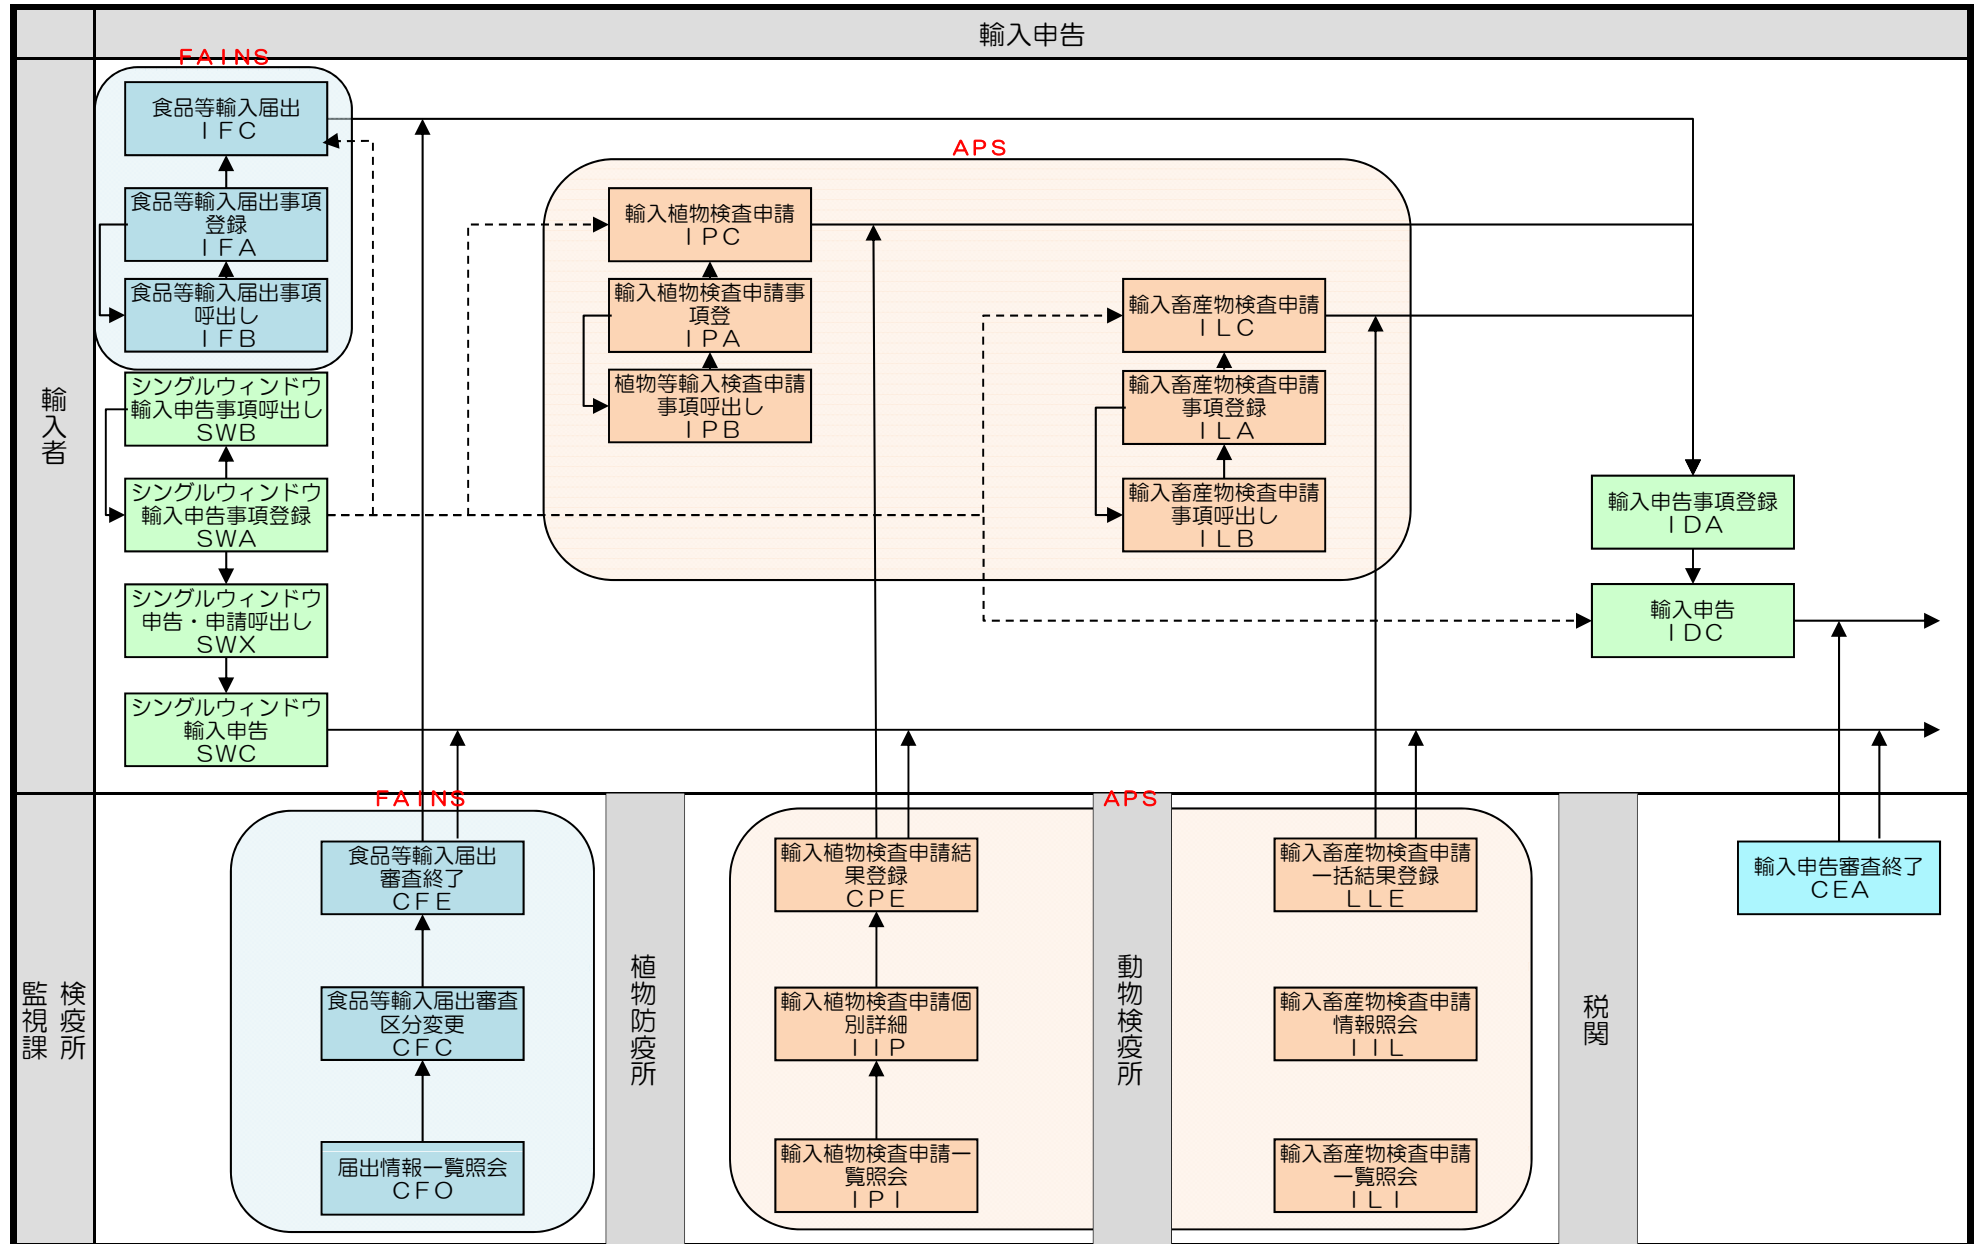 輸入申告
輸入者
FAINS
食品等輸入届出
IFC
食品等輸入届出事項
登録
IFA
食品等輸入届出事項
呼出し
IFB
シングルウィンドウ
輸入申告事項呼出し
SWB
シングルウィンドウ
輸入申告事項登録
SWA
シングルウィンドウ
申告・申請呼出し
SWX
シングルウィンドウ
輸入申告
SWC
APS
輸入植物検査申請
IPC
輸入植物検査申請事
項登
IPA
植物等輸入検査申請
事項呼出し
IPB
輸入畜産物検査申請
ILC
輸入畜産物検査申請
事項登録
ILA
輸入畜産物検査申請
事項呼出し
ILB
輸入申告事項登録
IDA
輸入申告
IDC
検疫所
監視課
FAINS
食品等輸入届出
審査終了
CFE
食品等輸入届出審査
区分変更
CFC
届出情報一覧照会
CFO
植物防疫所
APS
輸入植物検査申請結
果登録
CPE
輸入植物検査申請個
別詳細
IIP
輸入植物検査申請一
覧照会
IPI
動物検疫所
輸入畜産物検査申請
一括結果登録
LLE
輸入畜産物検査申請
情報照会
IIL
輸入畜産物検査申請
一覧照会
ILI
税関
輸入申告審査終了
CEA